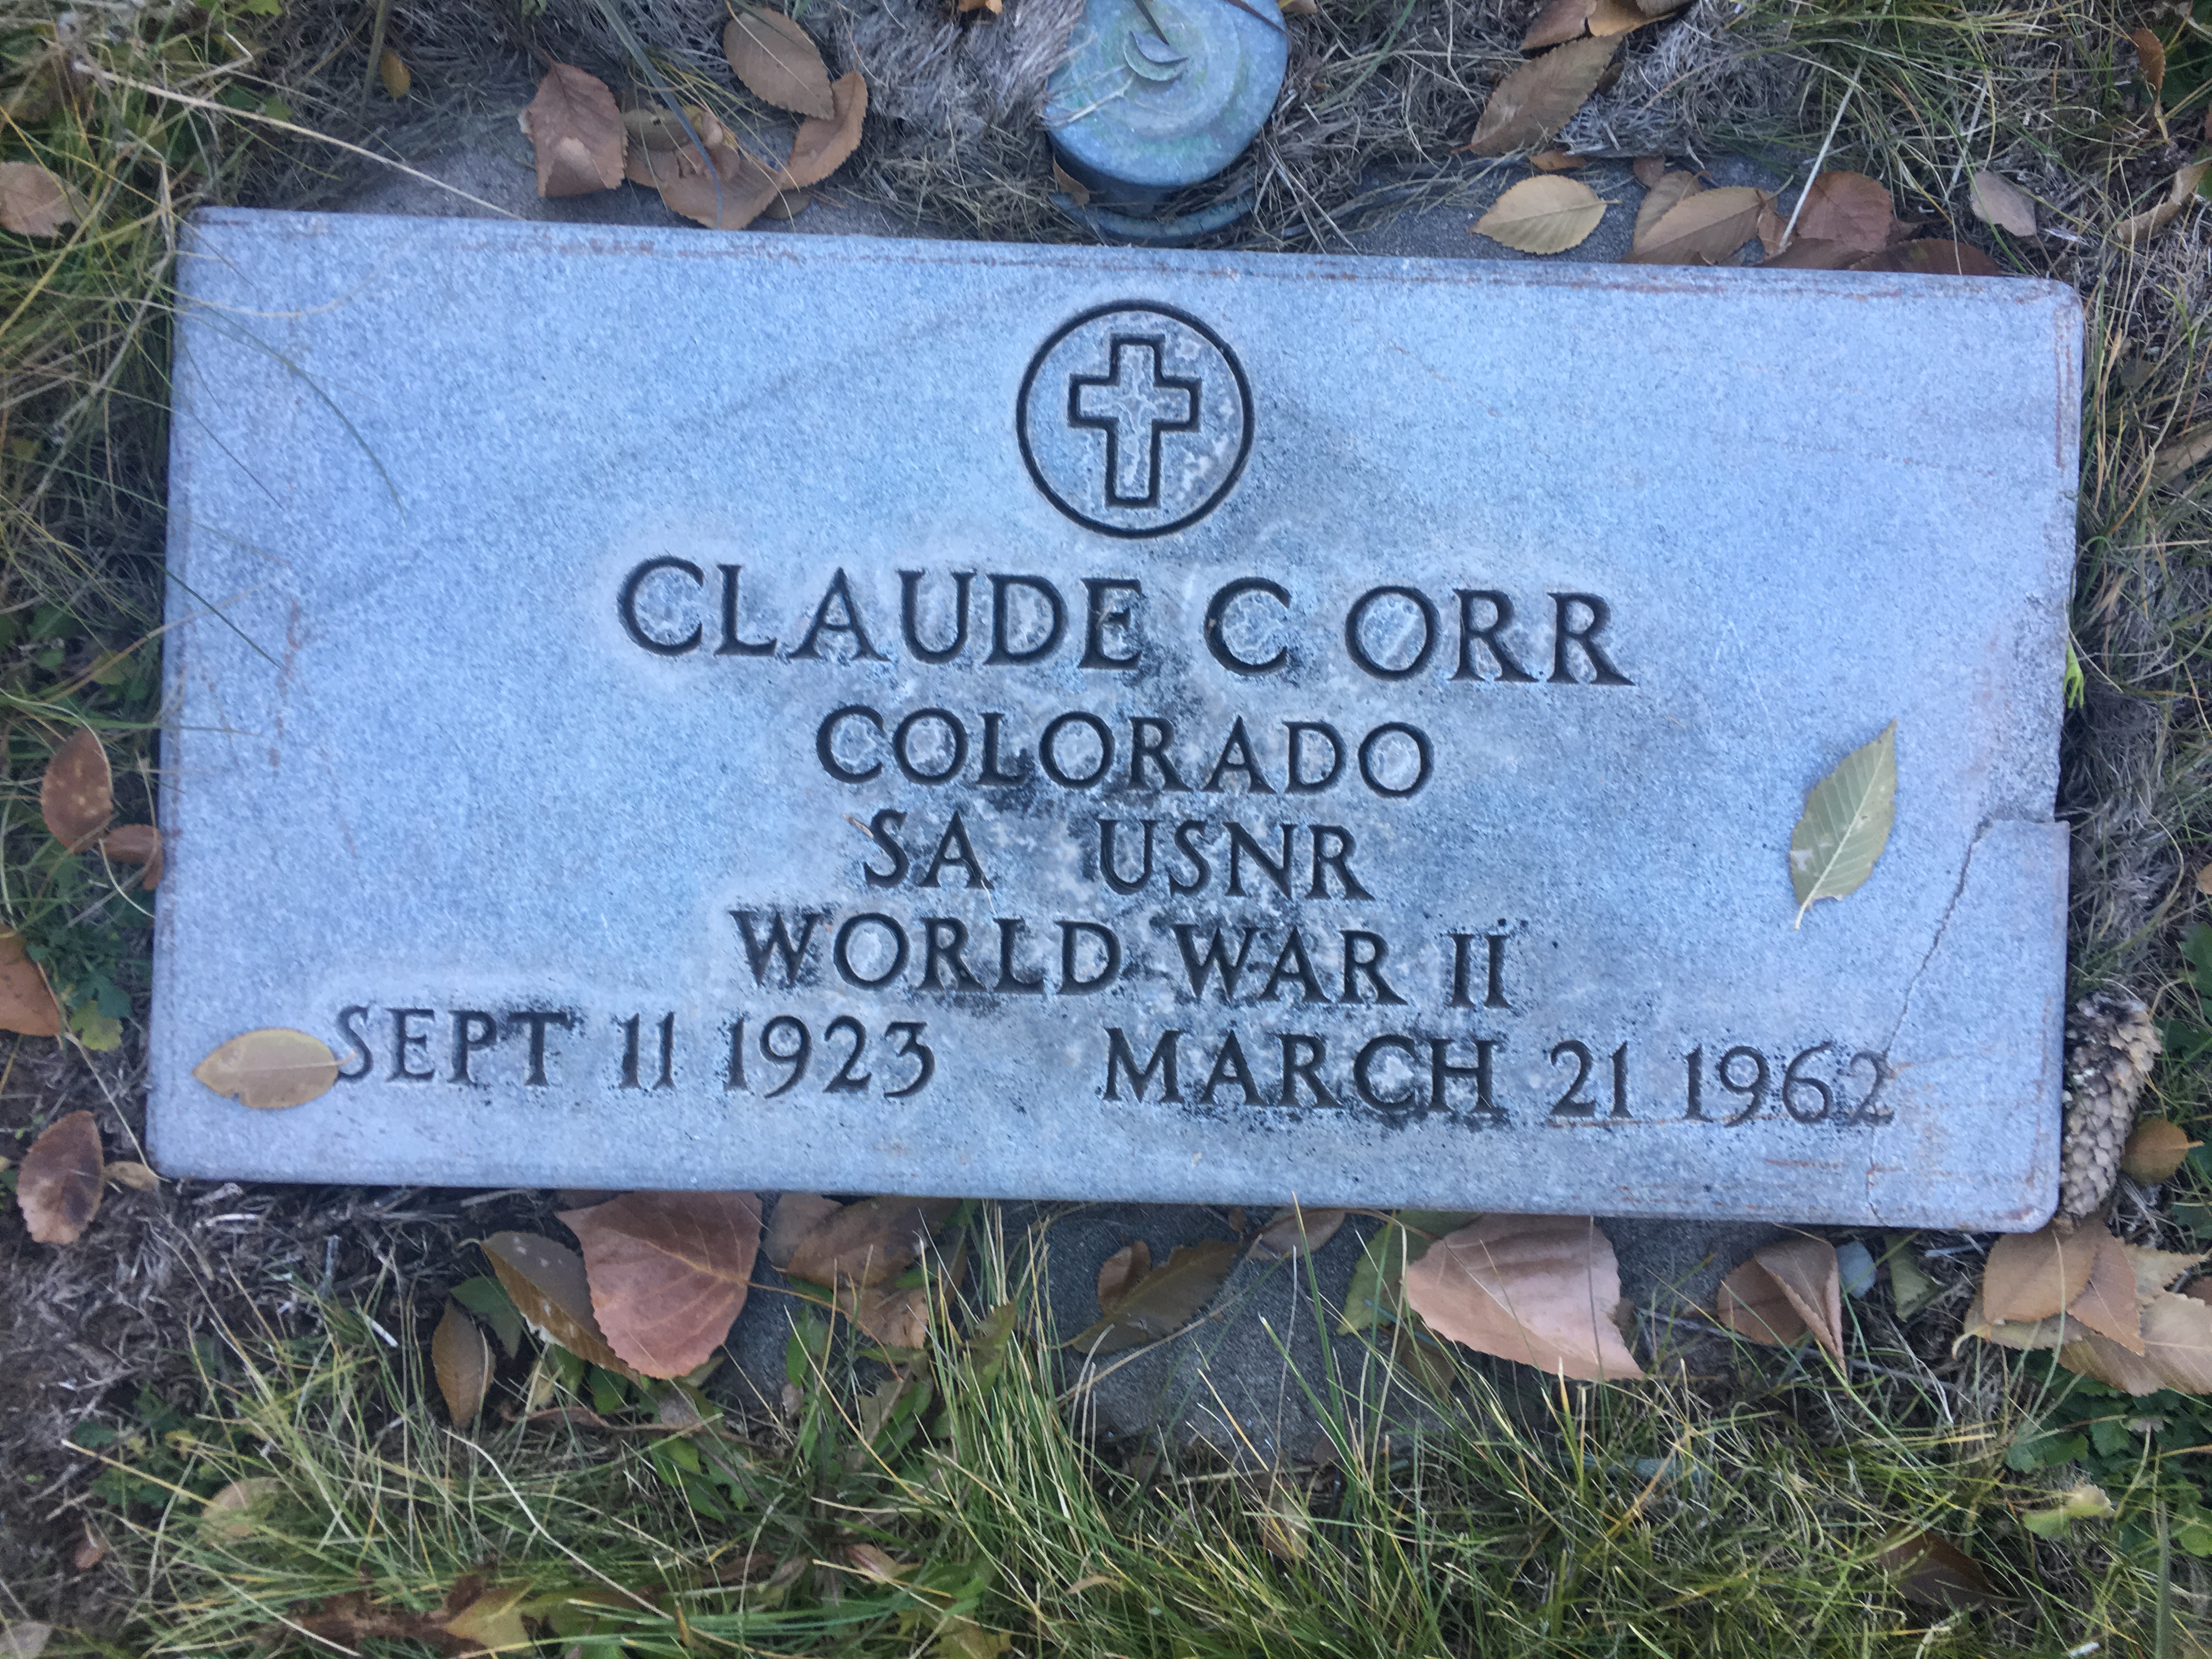 CLAUDE C ORR
COLORADO
SA USNR
WORLD WAR II
SEPT 11 1923 MARCH 21 1962